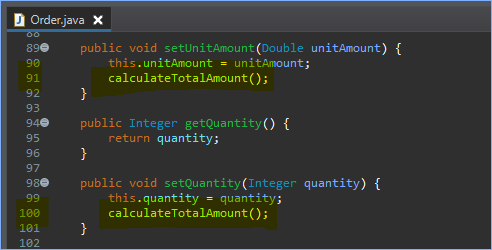 Order.java
88
89 public void setUnitAmount(Double unitAmount) {
90 this.unitAmount = unitAmount;
91 calculateTotalAmount();
92 }
93
94 public Integer getQuantity() {
95 return quantity;
96 }
97
98 public void setQuantity(Integer quantity) {
99 this.quantity = quantity;
100 calculateTotalAmount();
101 }
102